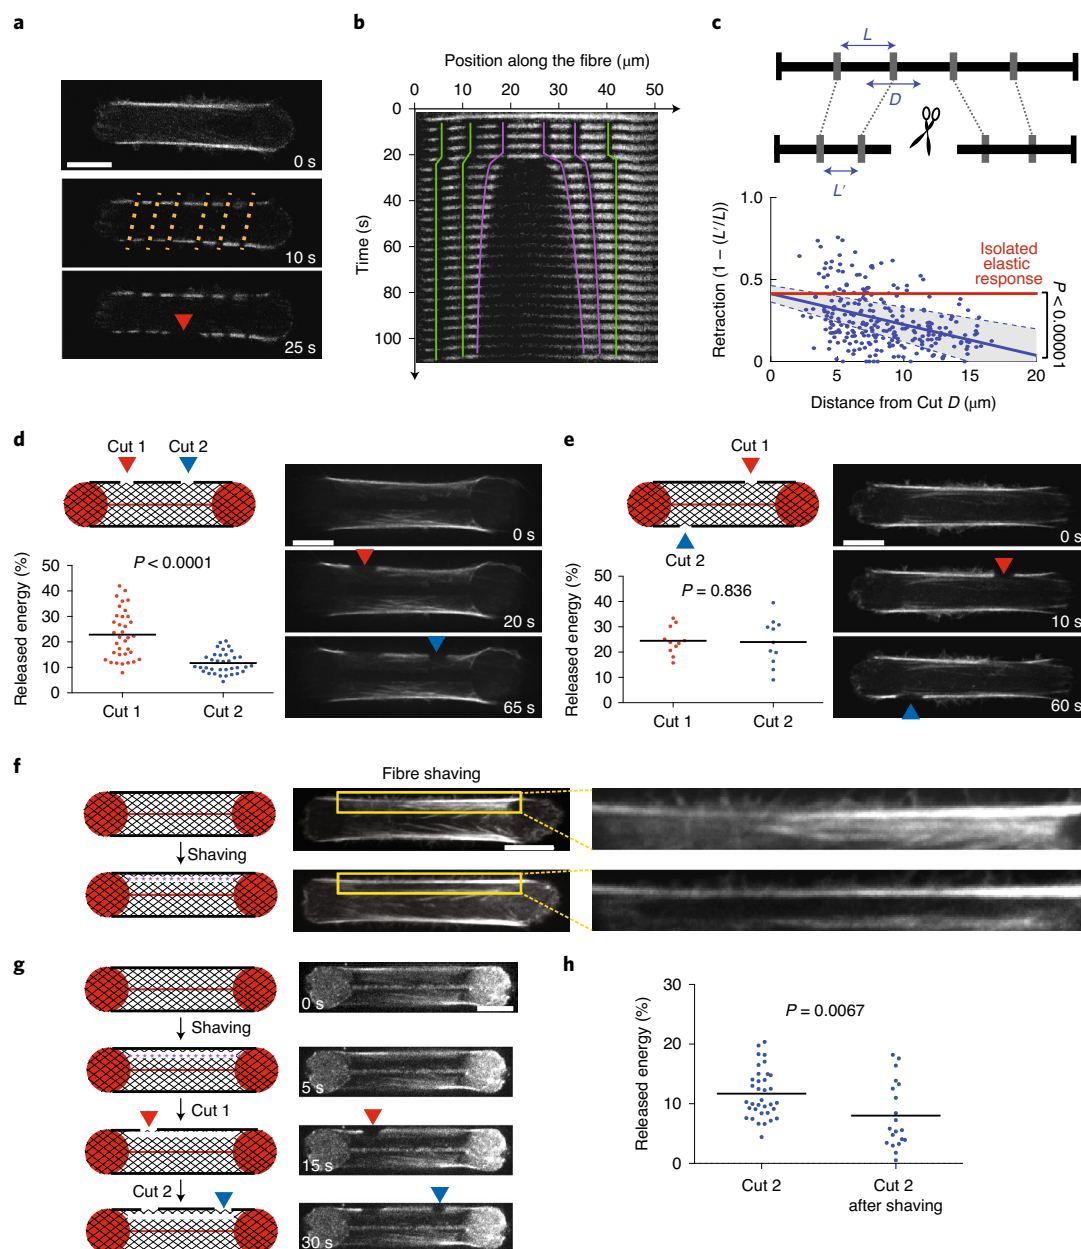 a
0 s
10 s
25 s
b
Position along the fibre (μm)
0 10 20 30 40 50
0
20
40
60
80
100
Time (s)
c
L
D
L′
Retraction (1 − (L′/L))
1.0
0.5
0
Isolated
elastic
response
P < 0.00001
0 5 10 15 20
Distance from Cut D (μm)
d
Cut 1 Cut 2
Released energy (%)
50
40
30
20
10
0
P < 0.0001
Cut 1 Cut 2
0 s
20 s
65 s
e
Cut 1
Cut 2
Released energy (%)
50
40
30
20
10
0
P = 0.836
Cut 1 Cut 2
0 s
10 s
60 s
f
Fibre shaving
Shaving
g
Shaving
Cut 1
Cut 2
0 s
5 s
15 s
30 s
h
Released energy (%)
30
20
10
0
P = 0.0067
Cut 2 Cut 2
after shaving